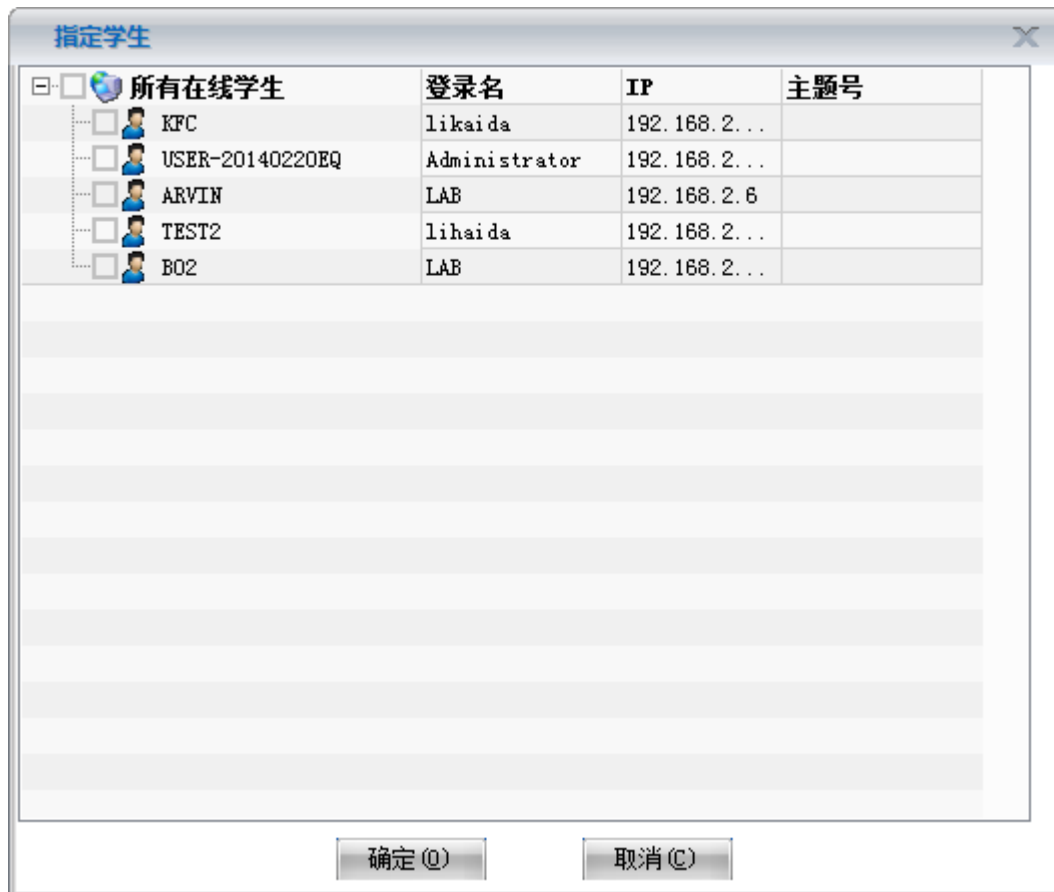 指定学生
所有在线学生 登录名 IP 主题号
KFC likaida 192.168.2...
USER-20140220EQ Administrator 192.168.2...
ARVIN LAB 192.168.2.6
TEST2 lihaida 192.168.2...
BO2 LAB 192.168.2...
确定(O) 取消(C)